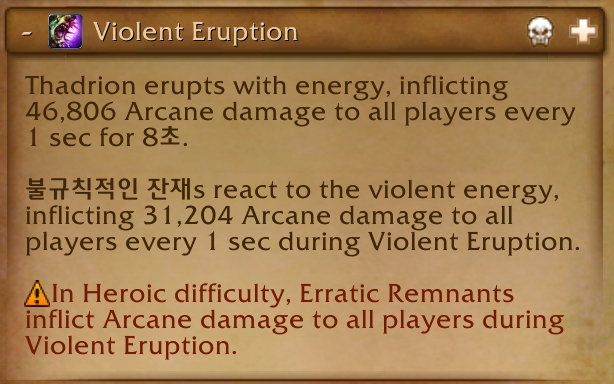 - Violent Eruption
Thadrion erupts with energy, inflicting
46,806 Arcane damage to all players every
1 sec for 8초.
불규칙적인 잔재s react to the violent energy,
inflicting 31,204 Arcane damage to all
players every 1 sec during Violent Eruption.
In Heroic difficulty, Erratic Remnants
inflict Arcane damage to all players during
Violent Eruption.